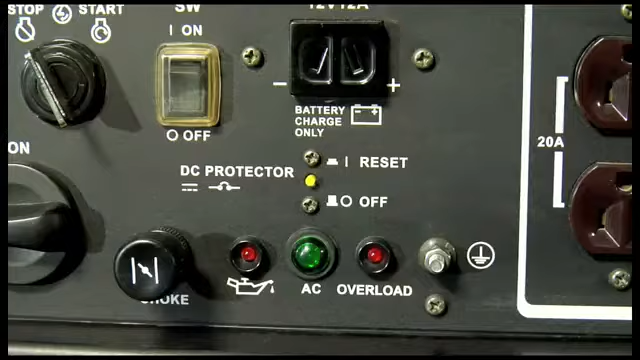 STOP
START
SW
12V12A
I ON
O OFF
BATTERY
CHARGE
ONLY
20A
ON
DC PROTECTOR
I RESET
O OFF
CHOKE
AC
OVERLOAD